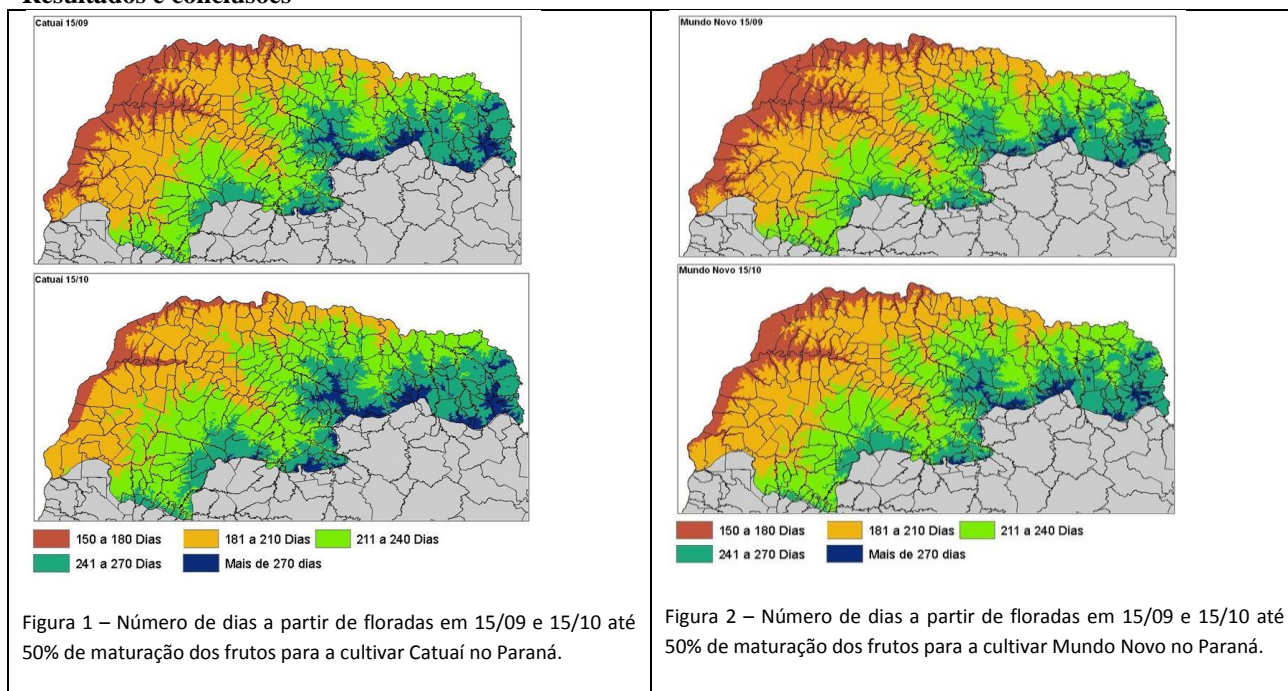 Resultados e conclusões
Catuaí 15/09
Catuaí 15/10
150 a 180 Dias
181 a 210 Dias
211 a 240 Dias
241 a 270 Dias
Mais de 270 dias
Figura 1 – Número de dias a partir de floradas em 15/09 e 15/10 até
50% de maturação dos frutos para a cultivar Catuaí no Paraná.
Mundo Novo 15/09
Mundo Novo 15/10
150 a 180 Dias
181 a 210 Dias
211 a 240 Dias
241 a 270 Dias
Mais de 270 dias
Figura 2 – Número de dias a partir de floradas em 15/09 e 15/10 até
50% de maturação dos frutos para a cultivar Mundo Novo no Paraná.